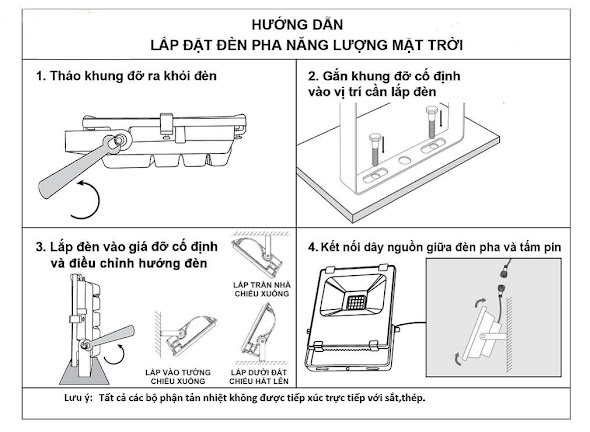 HƯỚNG DẪN
LẮP ĐẶT ĐÈN PHA NĂNG LƯỢNG MẶT TRỜI
1. Tháo khung đỡ ra khỏi đèn
2. Gắn khung đỡ cố định
vào vị trí cần lắp đèn
3. Lắp đèn vào giá đỡ cố định
và điều chỉnh hướng đèn
LẮP TRẦN NHÀ
CHIẾU XUỐNG
LẮP VÀO TƯỜNG
CHIẾU XUỐNG
LẮP DƯỚI ĐẤT
CHIẾU HẮT LÊN
4. Kết nối dây nguồn giữa đèn pha và tấm pin
Lưu ý: Tất cả các bộ phận tản nhiệt không được tiếp xúc trực tiếp với sắt,thép.